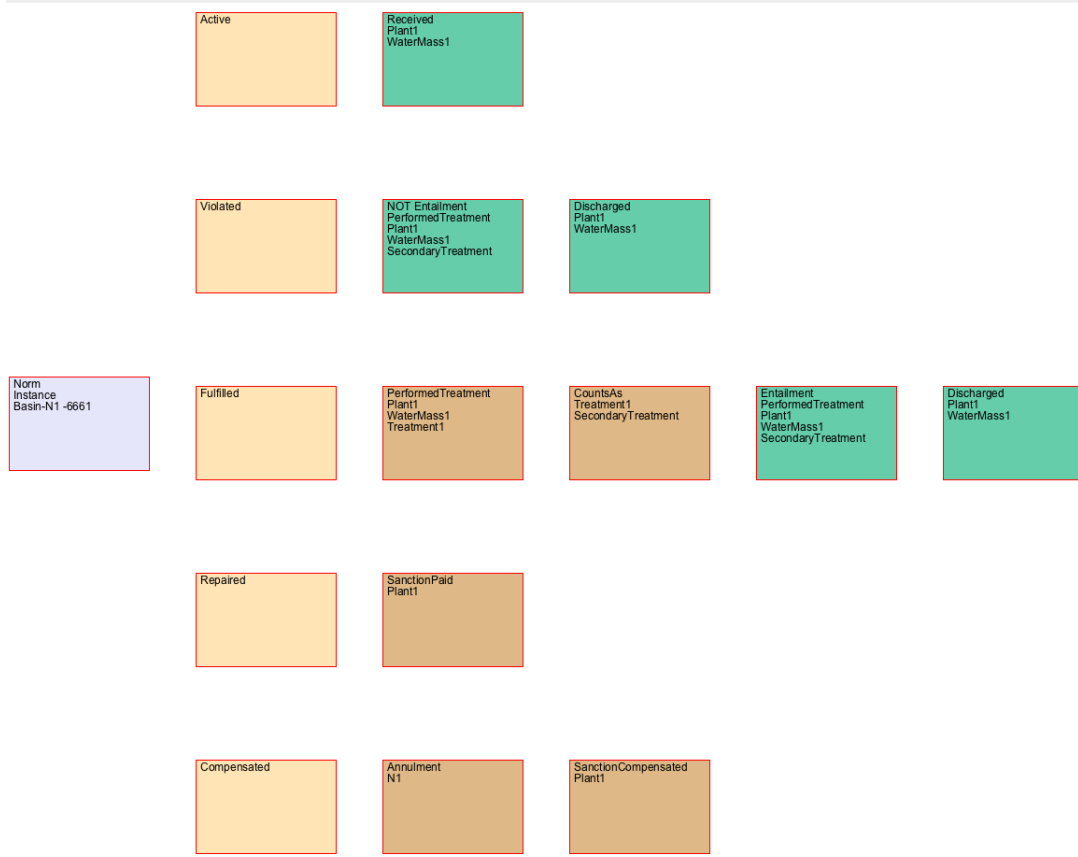 Active
Received
Plant1
WaterMass1
Violated
NOT Entailment
PerformedTreatment
Plant1
WaterMass1
SecondaryTreatment
Discharged
Plant1
WaterMass1
Norm
Instance
Basin-N1 -6661
Fulfilled
PerformedTreatment
Plant1
WaterMass1
Treatment1
CountsAs
Treatment1
SecondaryTreatment
Entailment
PerformedTreatment
Plant1
WaterMass1
SecondaryTreatment
Discharged
Plant1
WaterMass1
Repaired
SanctionPaid
Plant1
Compensated
Annulment
N1
SanctionCompensated
Plant1